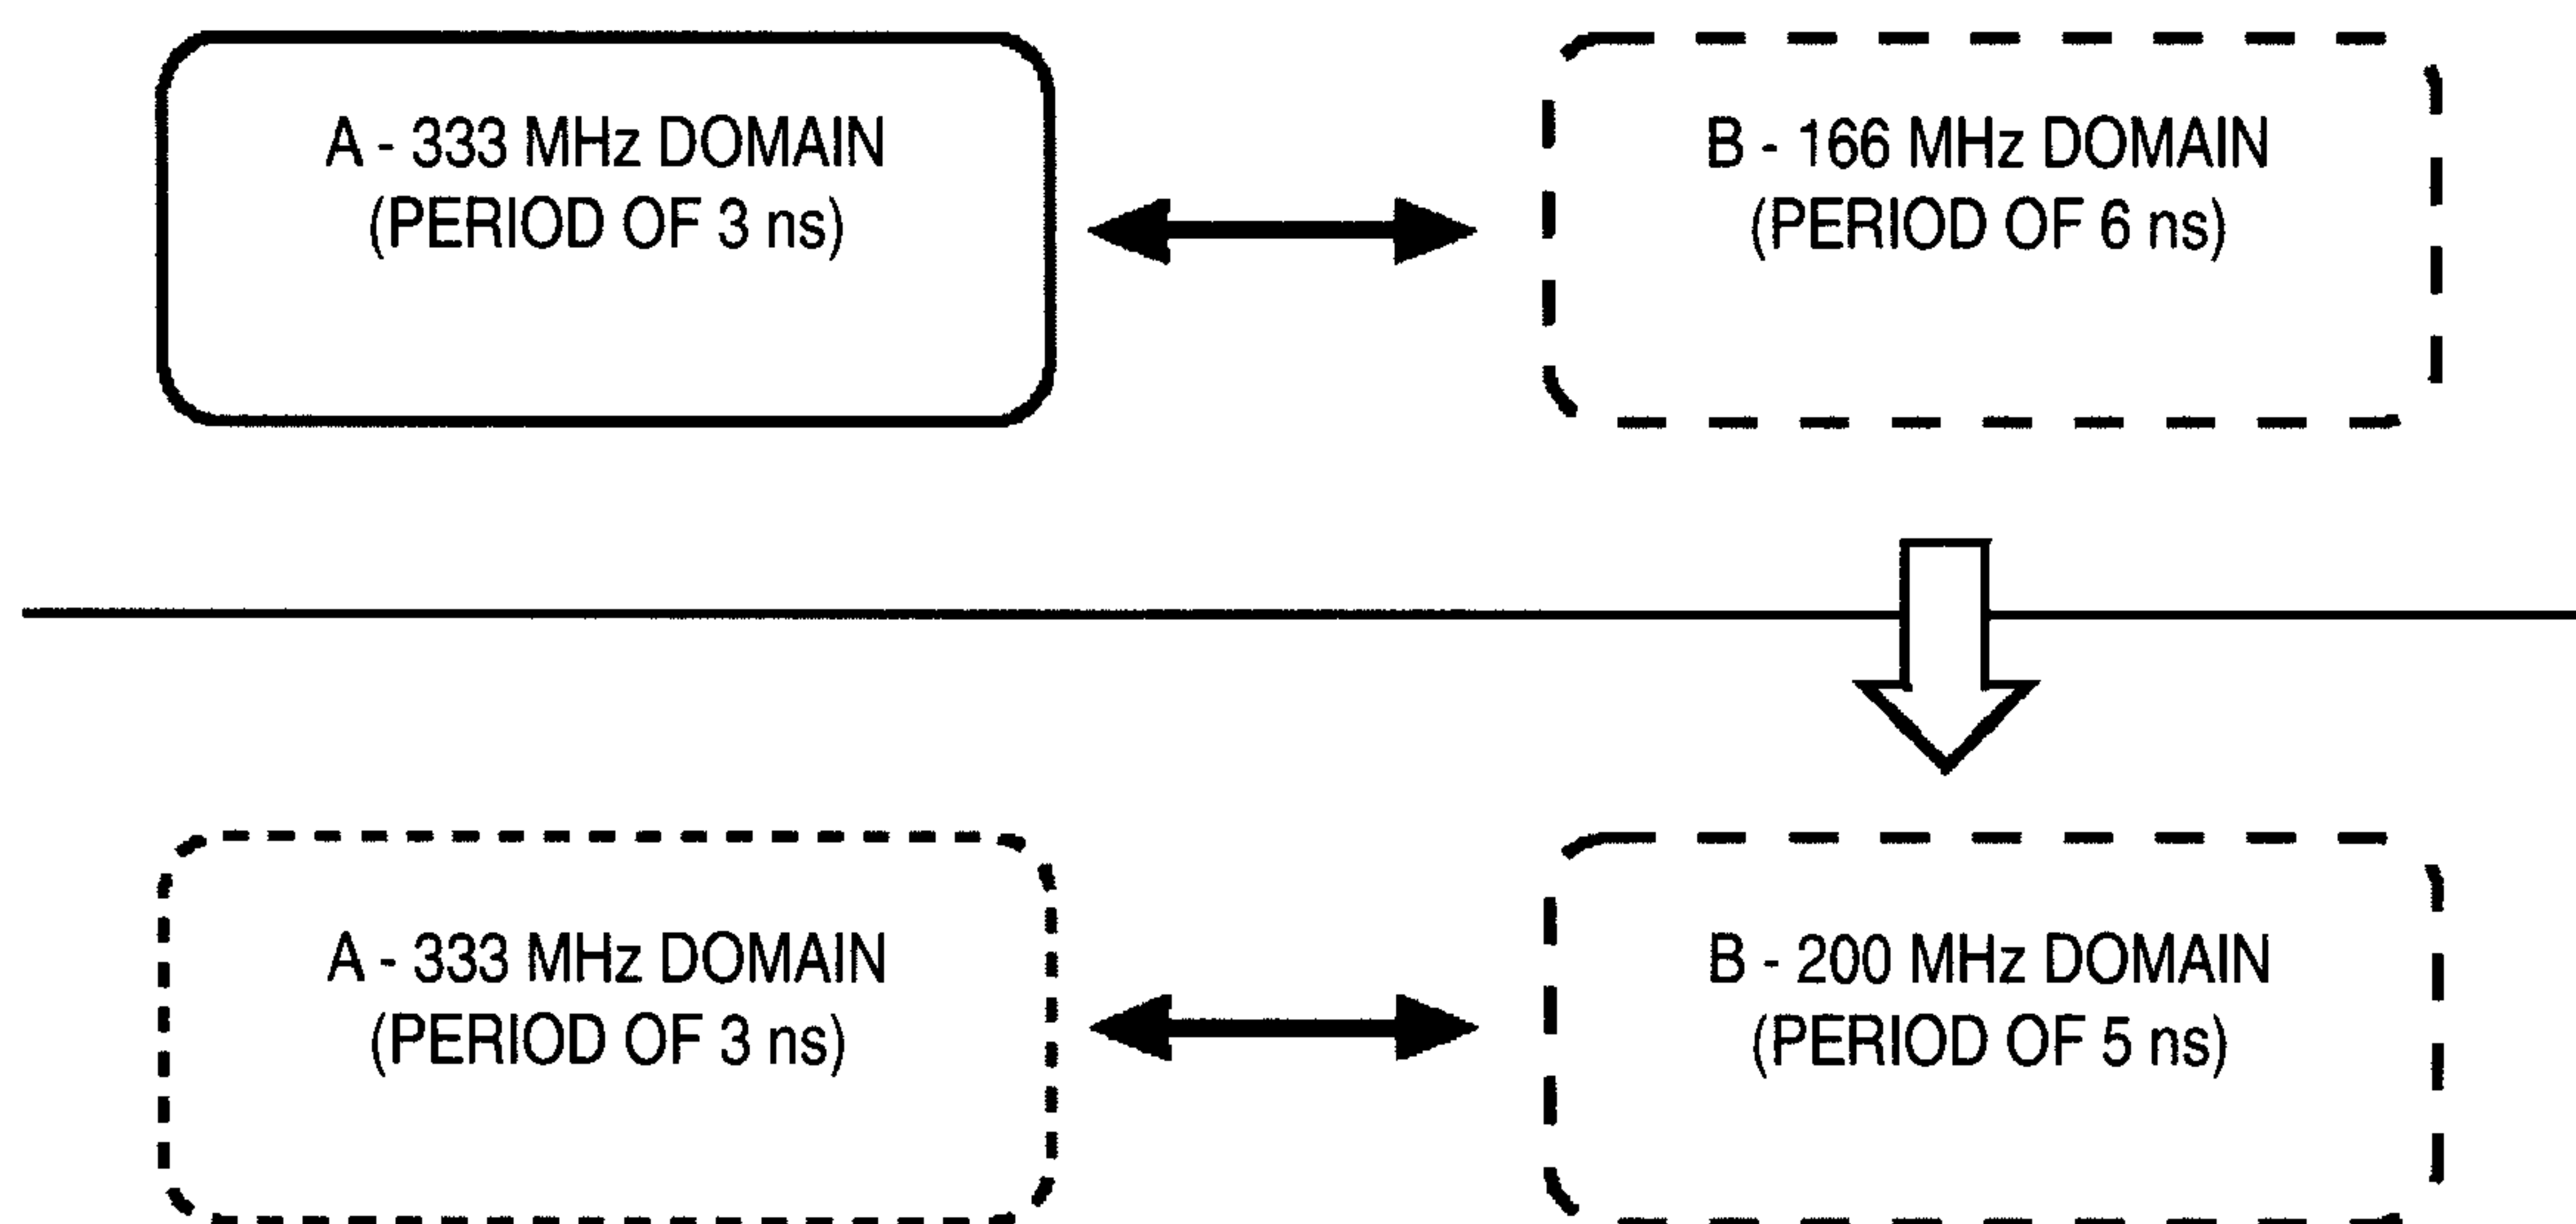 A - 333 MHz DOMAIN
(PERIOD OF 3 ns)
B - 166 MHz DOMAIN
(PERIOD OF 6 ns)
A - 333 MHz DOMAIN
(PERIOD OF 3 ns)
B - 200 MHz DOMAIN
(PERIOD OF 5 ns)